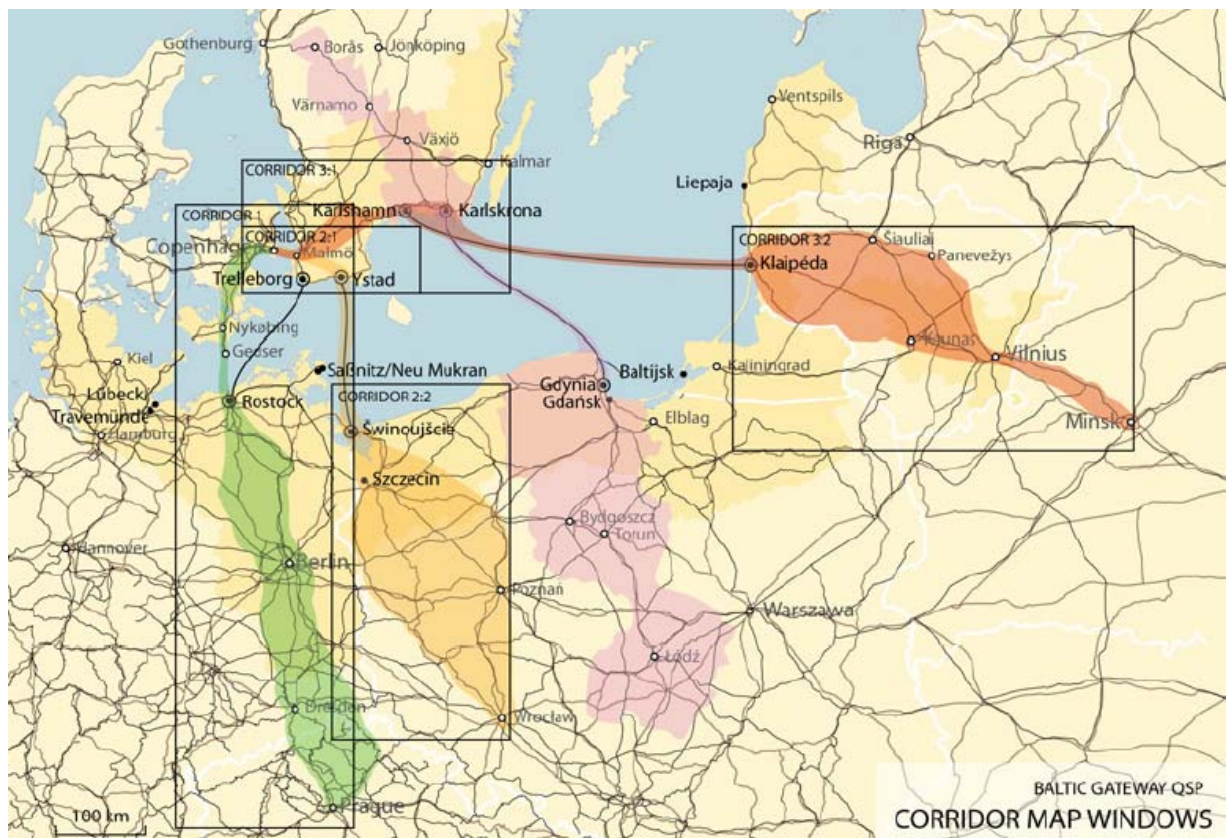 Gothenburg
Borås
Jönköping
Värnamo
Växjö
Kalmar
Ventspils
Riga
Liepaja
CORRIDOR 3:1
CORRIDOR 1
Karlshamn
Karlskrona
CORRIDOR 2:1
Copenhagen
Malmö
Trelleborg
Ystad
CORRIDOR 3:2
Šiauliai
Panevežys
Klaipéda
Kaunas
Vilnius
Minsk
Nykøbing
Gedser
Kiel
Lübeck
Travemünde
Hamburg
Rostock
Saßnitz/Neu Mukran
CORRIDOR 2:2
Gdynia
Gdańsk
Baltijsk
Kaliningrad
Elblag
Świnoujście
Szczecin
Bydgoszcz
Torun
Hannover
Berlin
Poznań
Warszawa
Łódź
Dresden
Wrocław
Prague
100 km
BALTIC GATEWAY QSP
CORRIDOR MAP WINDOWS